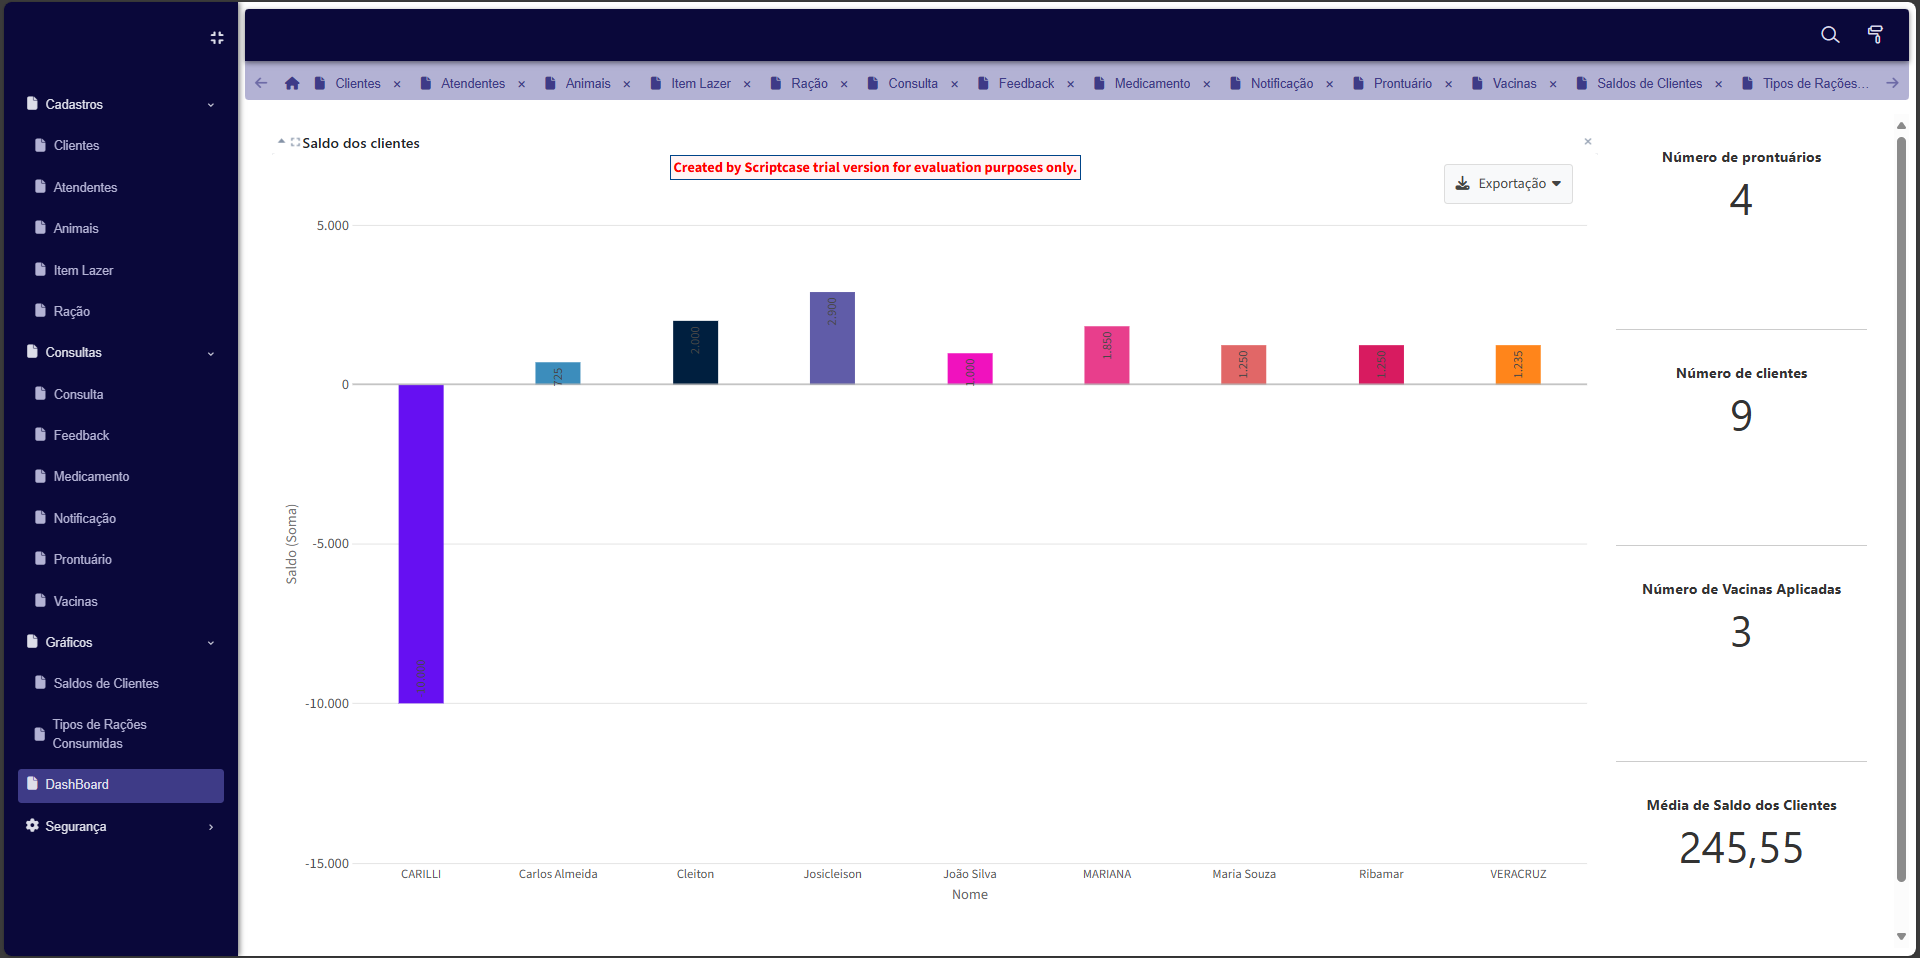 Clientes
Atendentes
Animais
Item Lazer
Ração
Consulta
Feedback
Medicamento
Notificação
Prontuário
Vacinas
Saldos de Clientes
Tipos de Rações...
Cadastros
Clientes
Atendentes
Animais
Item Lazer
Ração
Consultas
Consulta
Feedback
Medicamento
Notificação
Prontuário
Vacinas
Gráficos
Saldos de Clientes
Tipos de Rações
Consumidas
DashBoard
Segurança
Saldo dos clientes
Created by Scriptcase trial version for evaluation purposes only.
Exportação
5.000
0
-5.000
-10.000
-15.000
Saldo (Soma)
725
2.000
2.900
1.000
1.850
1.250
1.250
1.235
CARILLI
Carlos Almeida
Cleiton
Josicleison
João Silva
MARIANA
Maria Souza
Ribamar
VERACRUZ
Nome
Número de prontuários
4
Número de clientes
9
Número de Vacinas Aplicadas
3
Média de Saldo dos Clientes
245,55